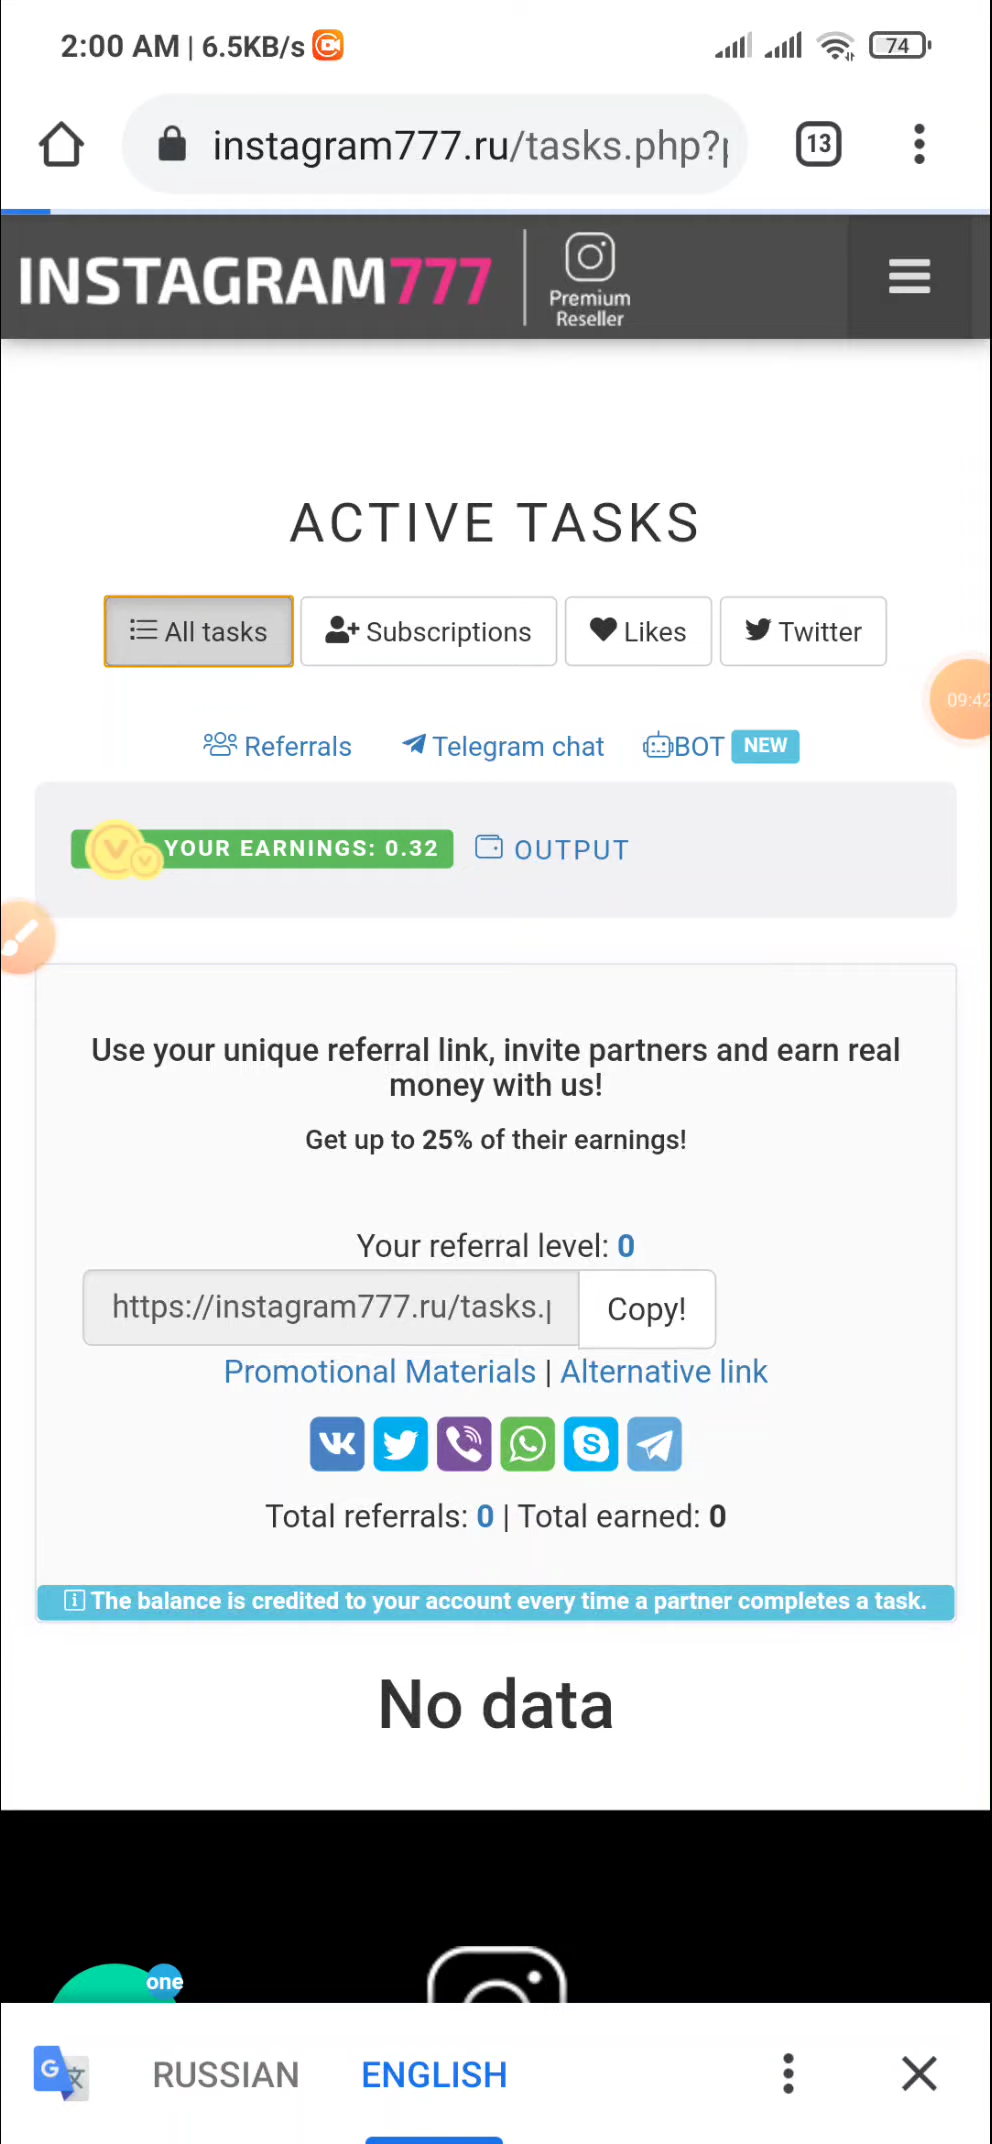 2:00 AM | 6.5KB/s
74
instagram777.ru/tasks.php?
13
INSTAGRAM777
Premium
Reseller
ACTIVE TASKS
All tasks
Subscriptions
Likes
Twitter
09:42
Referrals
Telegram chat
BOT NEW
YOUR EARNINGS: 0.32
OUTPUT
Use your unique referral link, invite partners and earn real
money with us!
Get up to 25% of their earnings!
Your referral level: 0
https://instagram777.ru/tasks.
Copy!
Promotional Materials | Alternative link
Total referrals: 0 | Total earned: 0
The balance is credited to your account every time a partner completes a task.
No data
one
RUSSIAN
ENGLISH